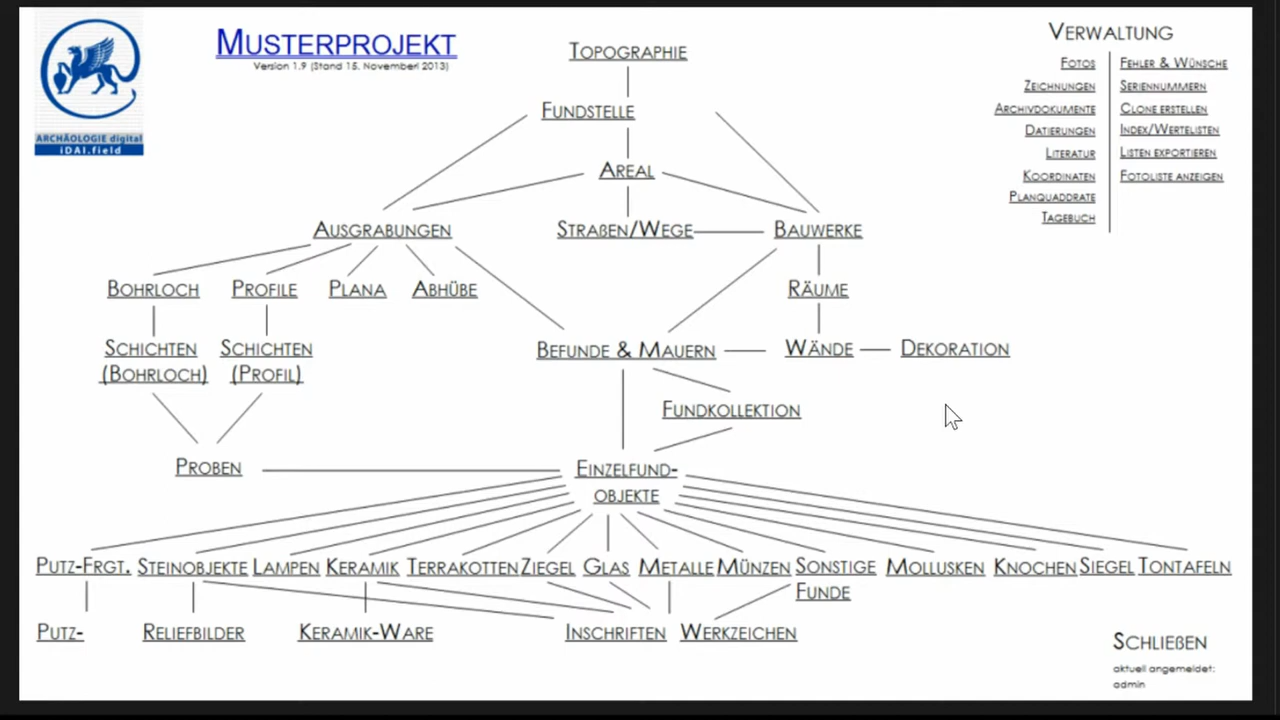 ARCHÄOLOGIE digital
iDAI.field
MUSTERPROJEKT
Version 1.9 (Stand 15. Novemberl 2013)
TOPOGRAPHIE
FUNDSTELLE
AREAL
AUSGRABUNGEN
STRAßEN/WEGE
BAUWERKE
BOHRLOCH
PROFILE
PLANA
ABHÜBE
RÄUME
SCHICHTEN
(BOHRLOCH)
SCHICHTEN
(PROFIL)
BEFUNDE & MAUERN
WÄNDE
DEKORATION
FUNDKOLLEKTION
PROBEN
EINZELFUND-
OBJEKTE
PUTZ-FRGT.
STEINOBJEKTE
LAMPEN
KERAMIK
TERRAKOTTEN
ZIEGEL
GLAS
METALLE
MÜNZEN
SONSTIGE
FUNDE
MOLLUSKEN
KNOCHEN
SIEGEL
TONTAFELN
PUTZ-
RELIEFBILDER
KERAMIK-WARE
INSCHRIFTEN
WERKZEICHEN
VERWALTUNG
FOTOS
ZEICHNUNGEN
ARCHIVDOKUMENTE
DATIERUNGEN
LITERATUR
KOORDINATEN
PLANQUADDRATE
TAGEBUCH
FEHLER & WÜNSCHE
SERIENNUMMERN
CLONE ERSTELLEN
INDEX/WERTELISTEN
LISTEN EXPORTIEREN
FOTOLISTE ANZEIGEN
SCHLIEßEN
aktuell angemeldet:
admin